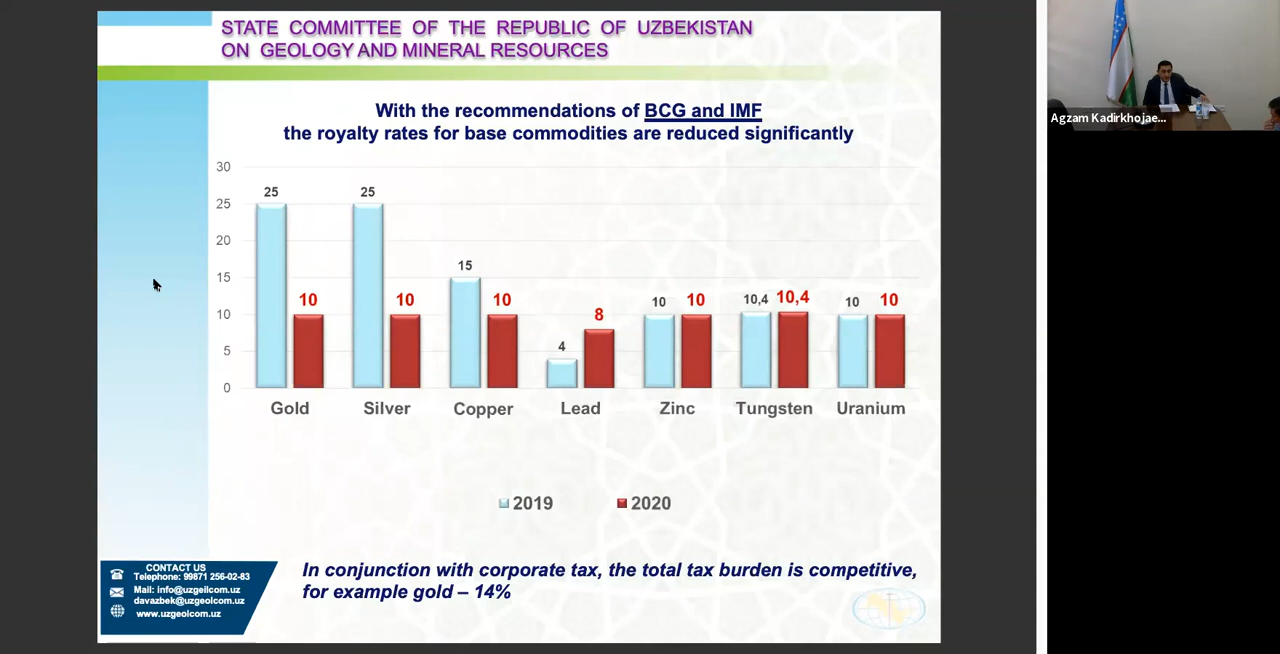 STATE COMMITTEE OF THE REPUBLIC OF UZBEKISTAN
ON GEOLOGY AND MINERAL RESOURCES
With the recommendations of BCG and IMF
the royalty rates for base commodities are reduced significantly
30
25
20
15
10
5
0
25 10
25 10
15 10
4 8
10 10
10,4 10,4
10 10
Gold Silver Copper Lead Zinc Tungsten Uranium
2019 2020
In conjunction with corporate tax, the total tax burden is competitive,
for example gold – 14%
CONTACT US
Telephone: 99871 256-02-83
Mail: info@uzgeilcom.uz
davazbek@uzgeolcom.uz
www.uzgeolcom.uz
Agzam Kadirkhojae...